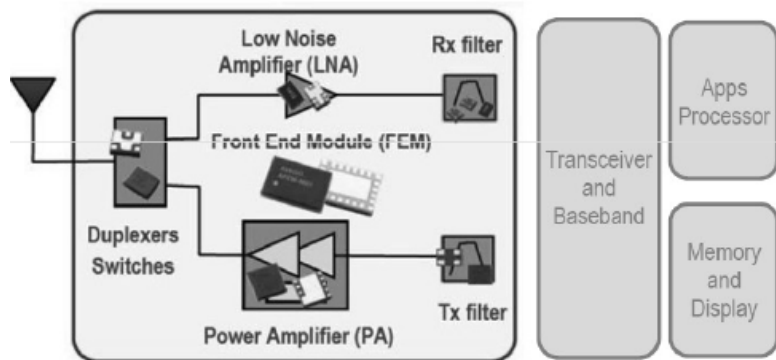 Low Noise
Amplifier (LNA)
Rx filter
Front End Module (FEM)
Duplexers
Switches
Power Amplifier (PA)
Tx filter
Transceiver
and
Baseband
Apps
Processor
Memory
and
Display